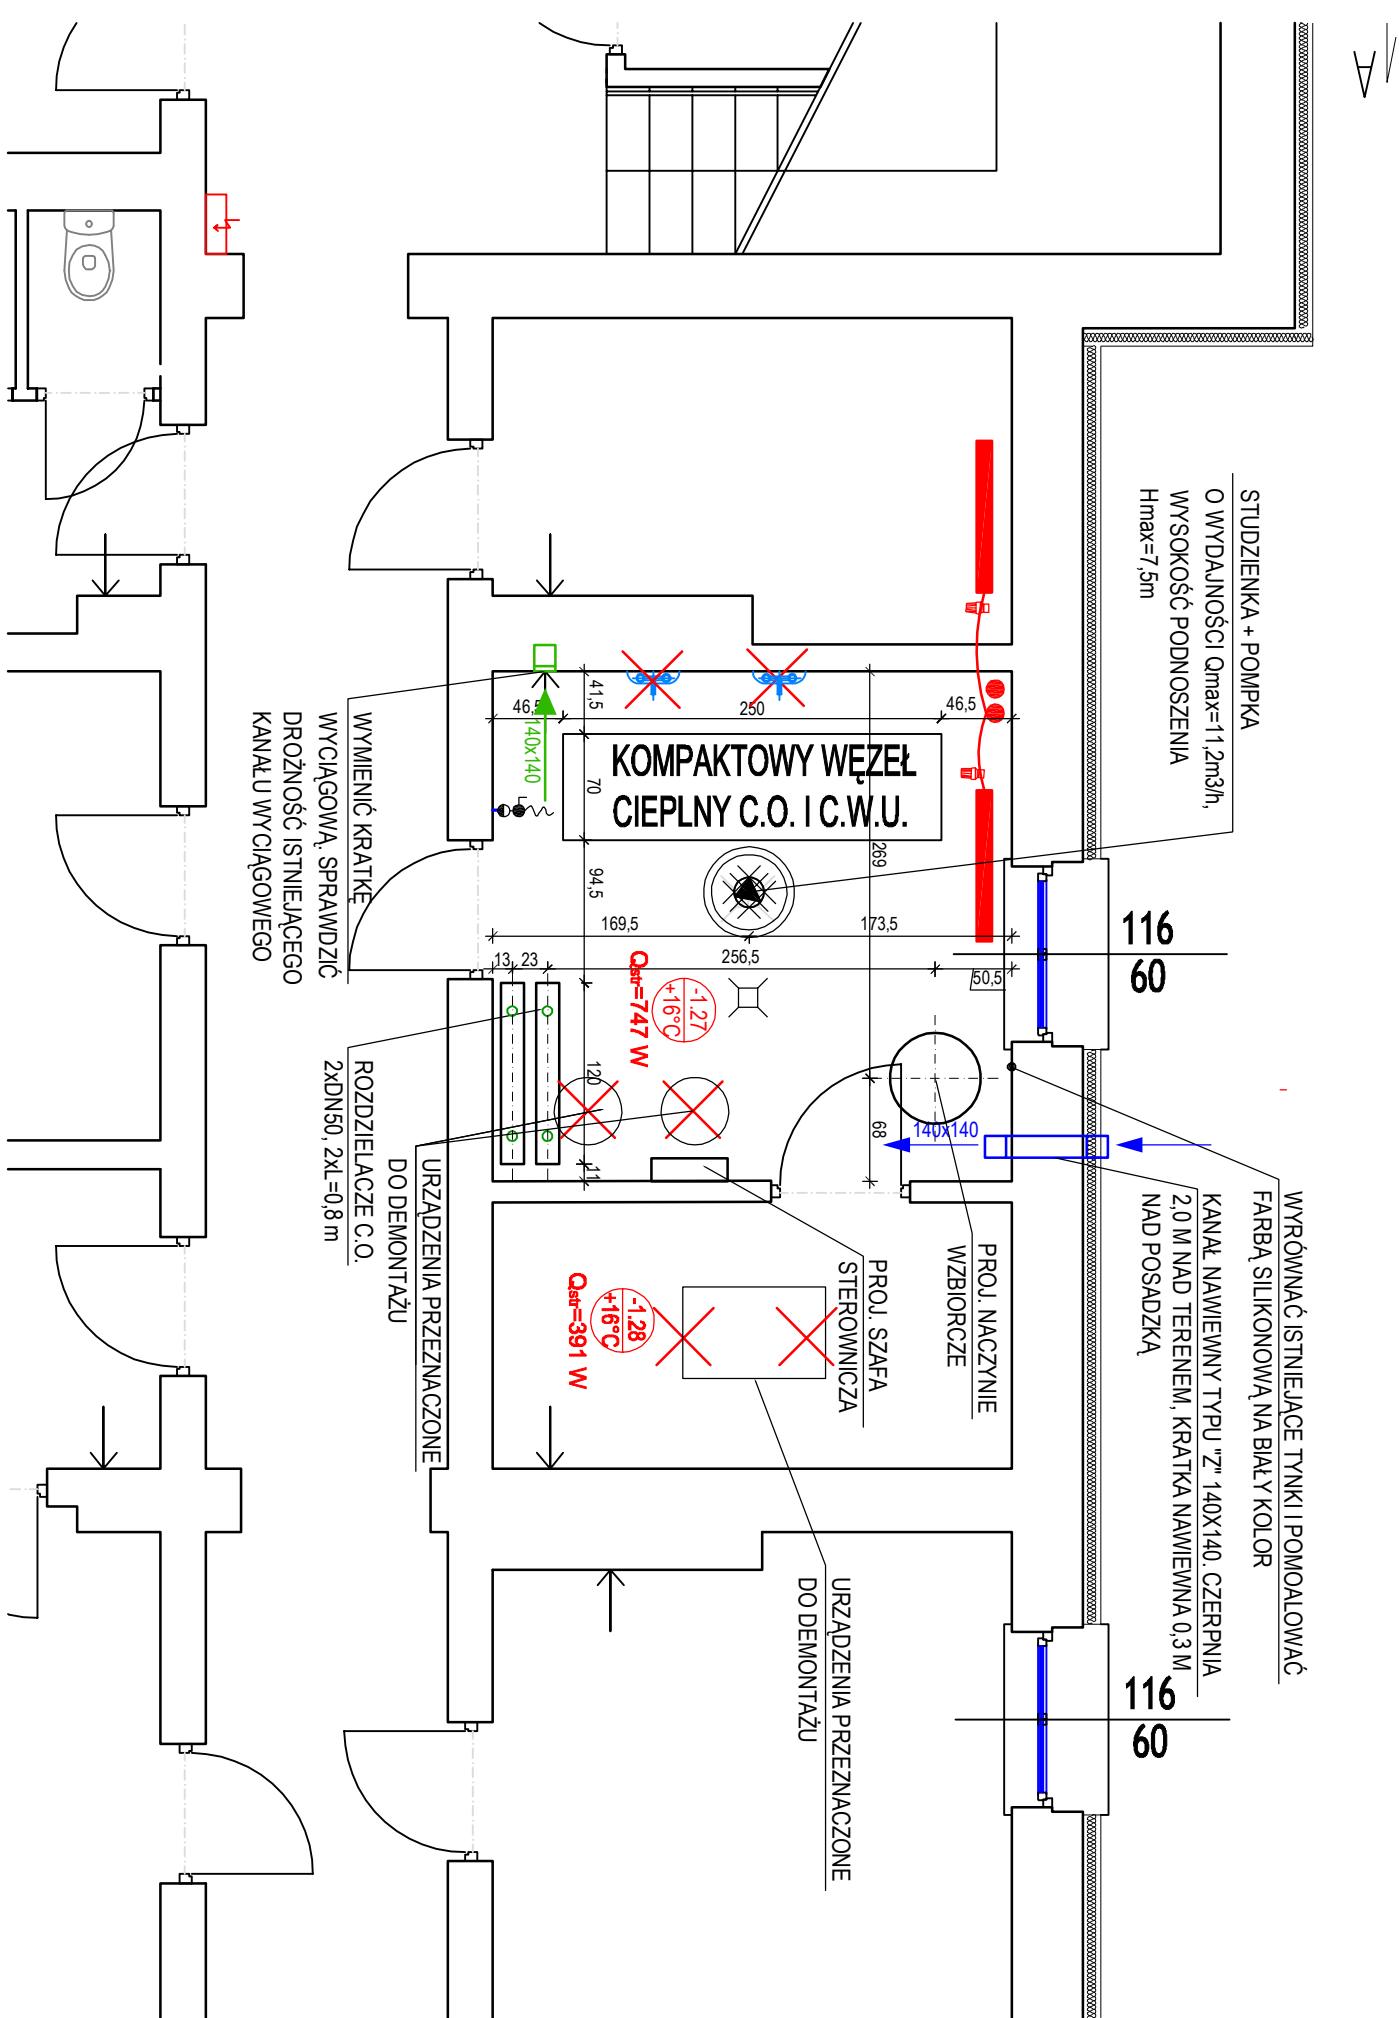 A
STUDZIENKA + POMPKA
O WYDAJNOŚCI Qmax=11,2m3/h,
WYSOKOŚĆ PODNOSZENIA
Hmax=7,5m
46,5
250
46,5
41,5
140x140
70
KOMPAKTOWY WĘZEŁ
CIEPLNY C.O. I C.W.U.
269
94,5
WYMIENIĆ KRATKĘ
WYCIĄGOWĄ, SPRAWDZIĆ
DROŻNOŚĆ ISTNIEJĄCEGO
KANAŁU WYCIĄGOWEGO
169,5
173,5
116
60
13
23
256,5
50,5
-1.27
+16°C
Qstr=747 W
120
68
11
140x140
ROZDZIELACZE C.O.
2xDN50, 2xL=0,8 m
URZĄDZENIA PRZEZNACZONE
DO DEMONTAŻU
PROJ. SZAFA
STEROWNICZA
PROJ. NACZYNIE
WZBIORCZE
WYRÓWNAĆ ISTNIEJĄCE TYNKI I POMOALOWAĆ
FARBĄ SILIKONOWĄ NA BIAŁY KOLOR
KANAŁ NAWIEWNY TYPU "Z" 140X140. CZERPNIA
2,0 M NAD TERENEM, KRATKA NAWIEWNA 0,3 M
NAD POSADZKĄ
-1.28
+16°C
Qstr=391 W
URZĄDZENIA PRZEZNACZONE
DO DEMONTAŻU
116
60